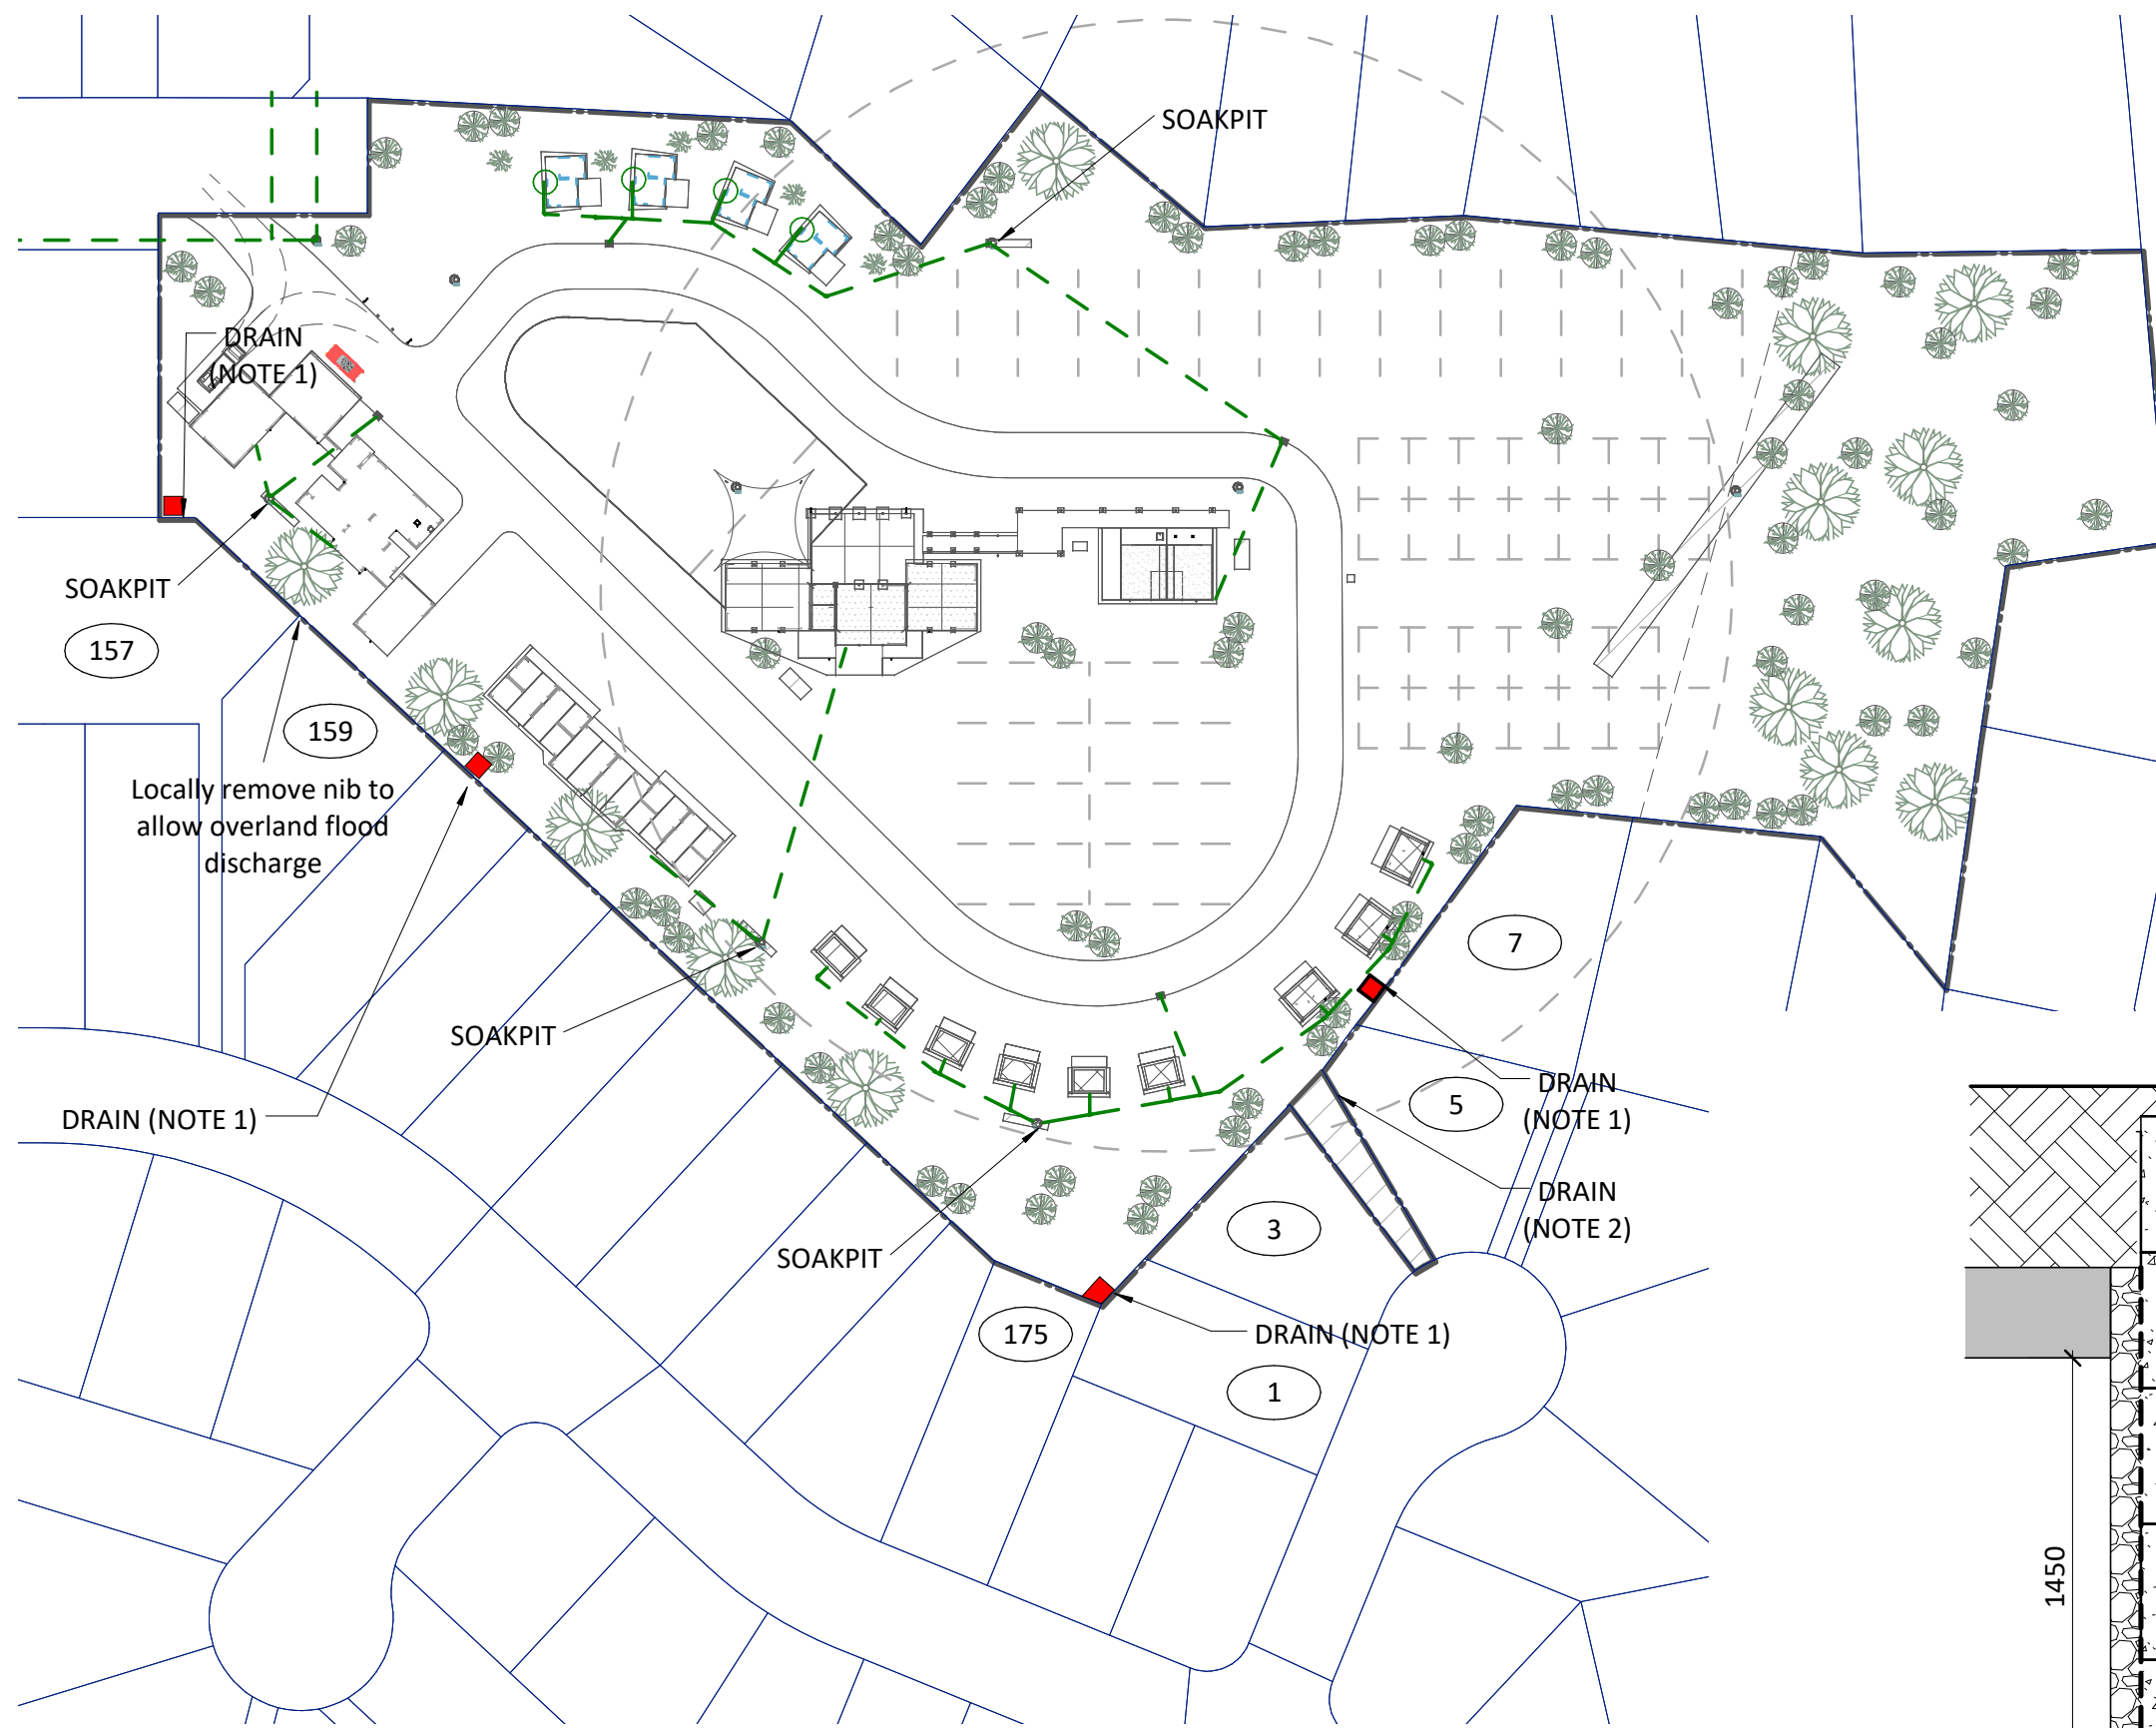 SOAKPIT
DRAIN
(NOTE 1)
SOAKPIT
157
159
Locally remove nib to
allow overland flood
discharge
7
SOAKPIT
DRAIN
(NOTE 1)
5
DRAIN (NOTE 1)
DRAIN
(NOTE 2)
3
SOAKPIT
175
DRAIN (NOTE 1)
1
1450